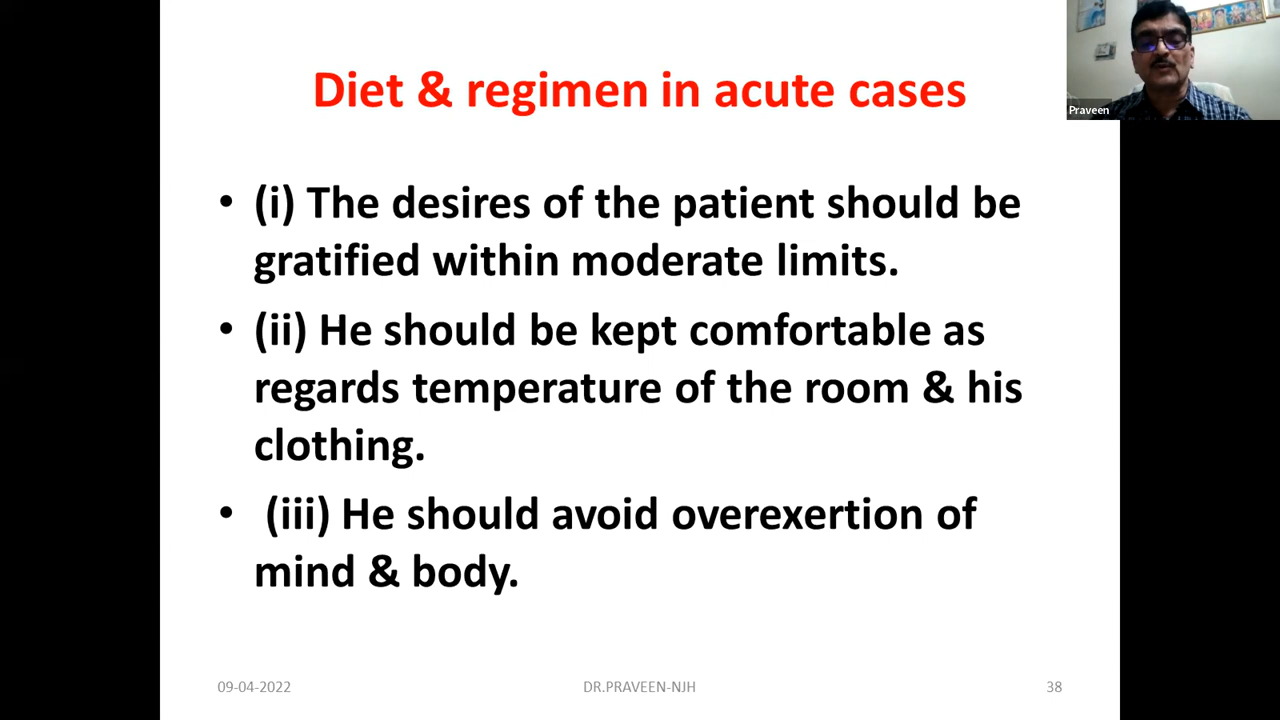 Diet & regimen in acute cases
Praveen
• (i) The desires of the patient should be
gratified within moderate limits.
• (ii) He should be kept comfortable as
regards temperature of the room & his
clothing.
• (iii) He should avoid overexertion of
mind & body.
09-04-2022
DR.PRAVEEN-NJH
38